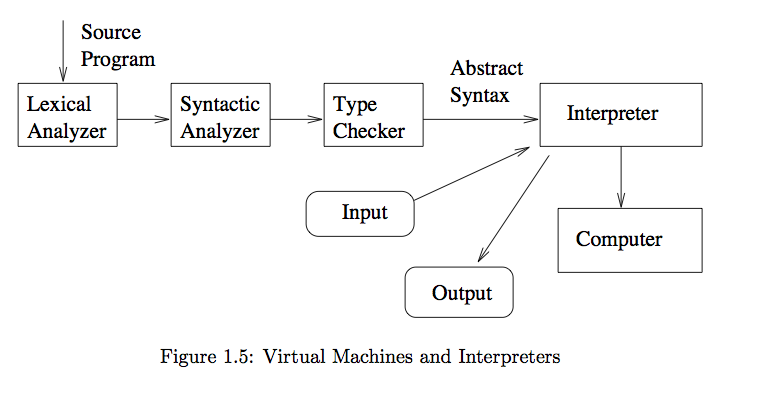 Source
Program
Lexical
Analyzer
Syntactic
Analyzer
Type
Checker
Abstract
Syntax
Interpreter
Input
Computer
Output
Figure 1.5: Virtual Machines and Interpreters